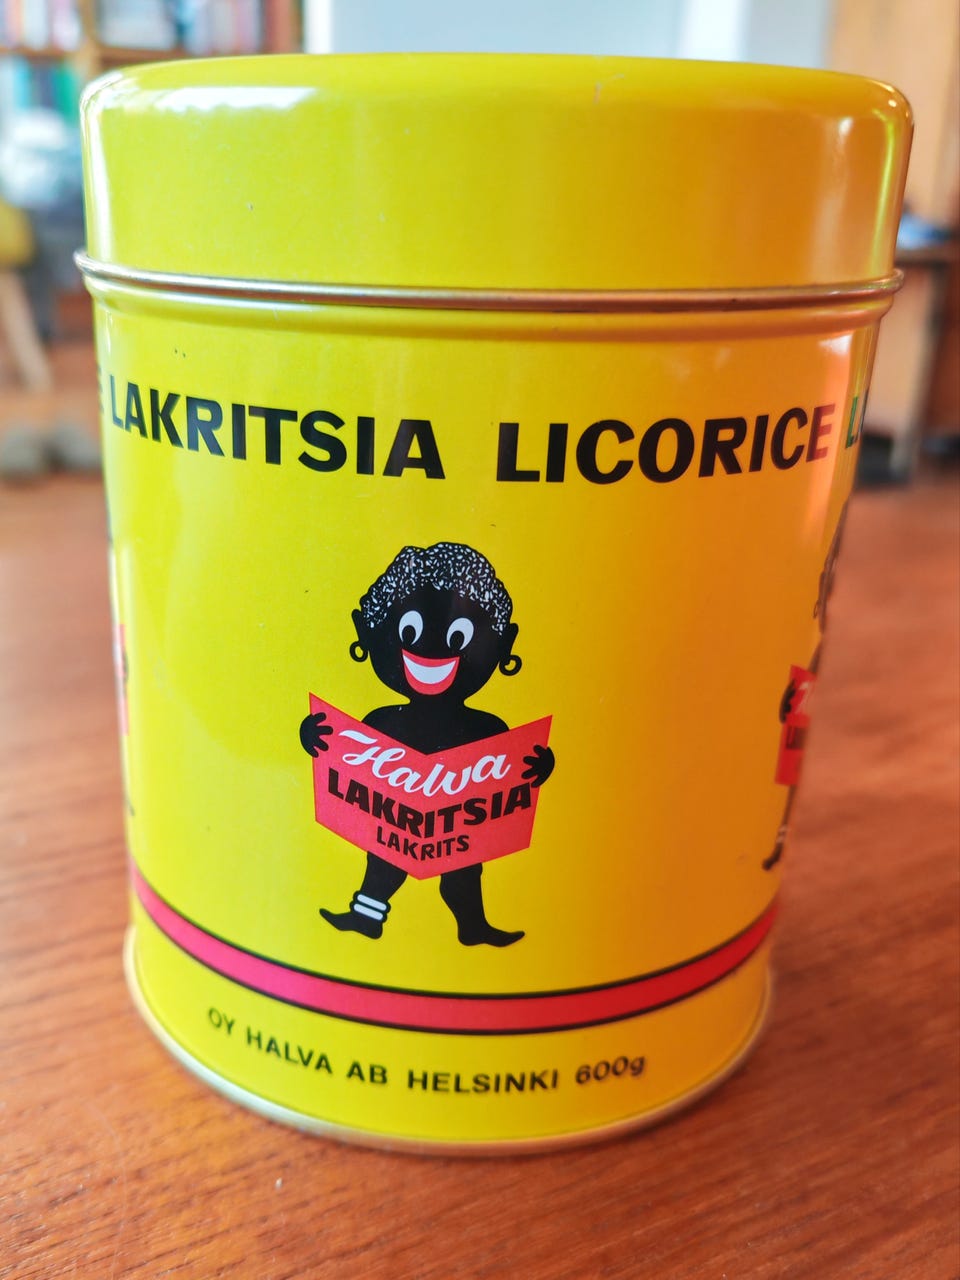 LAKRITSIA LICORICE
Halva
LAKRITSIA
LAKRITS
OY HALVA AB HELSINKI 600g